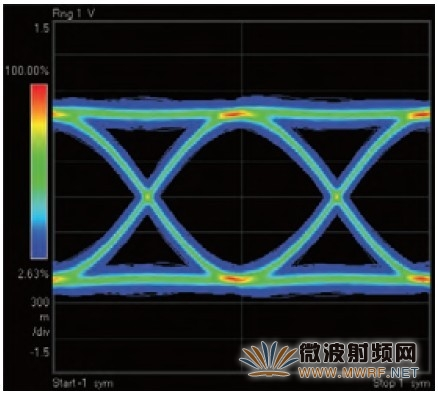 Rng 1 V
1.5
100.00%
2.63%
300
m
/div
-1.5
Start -1 sym
Stop 1 sym
微波射频网
WWW.MWRF.NET